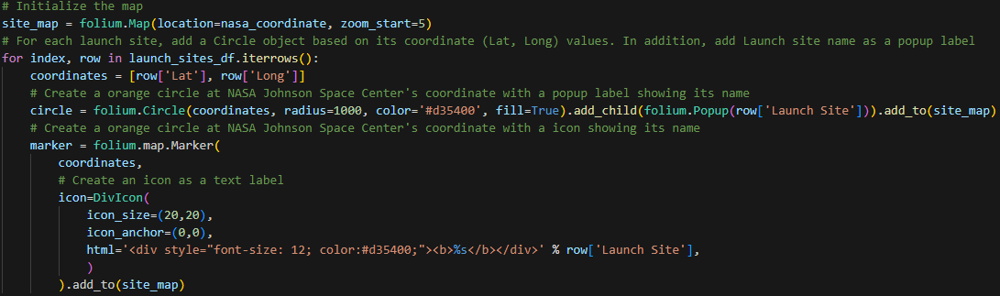 # Initialize the map
site_map = folium.Map(location=nasa_coordinate, zoom_start=5)
# For each launch site, add a Circle object based on its coordinate (Lat, Long) values. In addition, add Launch site name as a popup label
for index, row in launch_sites_df.iterrows():
    coordinates = [row['Lat'], row['Long']]
    # Create a orange circle at NASA Johnson Space Center's coordinate with a popup label showing its name
    circle = folium.Circle(coordinates, radius=1000, color='#d35400', fill=True).add_child(folium.Popup(row['Launch Site'])).add_to(site_map)
    # Create a orange circle at NASA Johnson Space Center's coordinate with a icon showing its name
    marker = folium.map.Marker(
        coordinates,
        # Create an icon as a text label
        icon=DivIcon(
            icon_size=(20,20),
            icon_anchor=(0,0),
            html='<div style="font-size: 12; color:#d35400;"><b>%s</b></div>' % row['Launch Site'],
            )
        ).add_to(site_map)